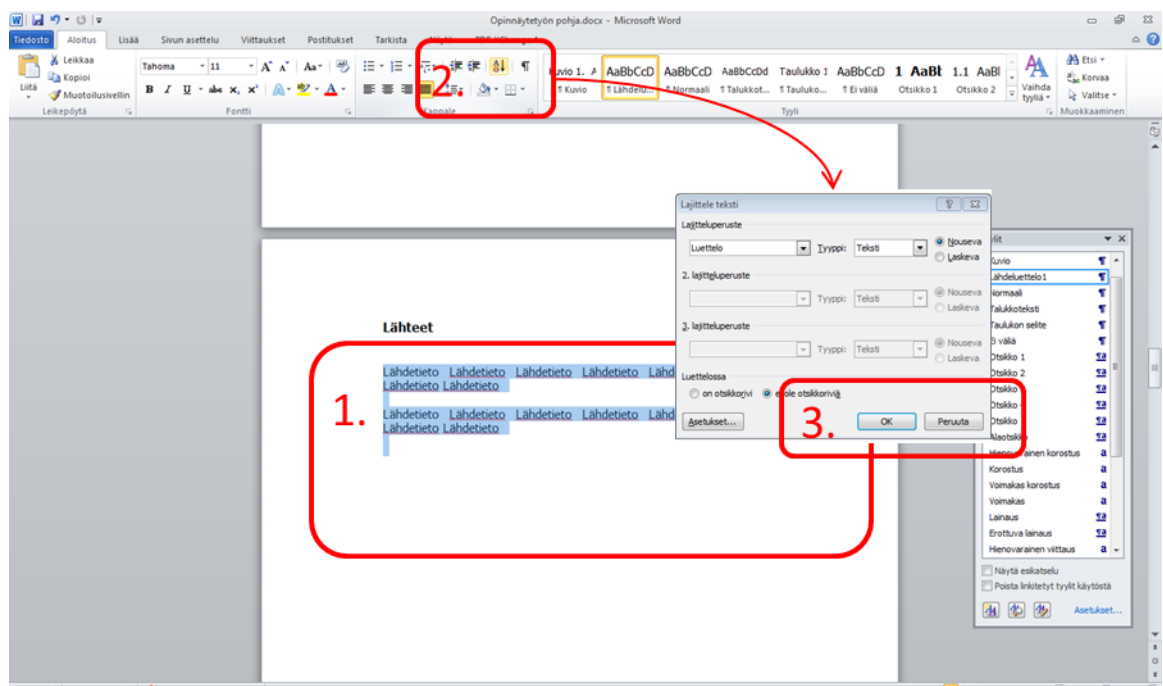 Opinnäytetyön pohja.docx - Microsoft Word
Tiedosto Aloitus Lisää Sivun asettelu Viittaukset Postitukset Tarkista
Liitä
Leikkaa
Kopioi
Muotoilusivellin
Leikepöytä
Tahoma 11
Fontti
2.
Kappale
AaBbCcD AaBbCcD AaBbCcDd Taulukko 1 AaBbCcD 1 AaBb 1.1 AaBl
Kuvio Lähdelu... Normaali Talukkot... Tauluko... Ei väliä Otsikko 1 Otsikko 2
Vaihda tyyliä
Tyyli
Etsi
Korvaa
Valitse
Muokkaaminen
Lajittele teksti
Lajitteluperuste
Luettelo Tyyppi: Teksti Nouseva
Laskeva
2. lajitteluperuste
Tyyppi: Teksti Nouseva
Laskeva
3. lajitteluperuste
Tyyppi: Teksti Nouseva
Laskeva
Luettelossa
on otsikkorivi ole otsikkoriviä
Asetukset... OK Peruuta
3.
Lähteet
1.
Lähdetieto Lähdetieto Lähdetieto Lähdetieto
Lähdetieto Lähdetieto
Lähdetieto Lähdetieto Lähdetieto Lähdetieto
Lähdetieto Lähdetieto
Kuvio
Lähdeluettelo1
Normaali
Talukkoteksti
Taulukon selite
Ei väliä
Otsikko 1
Otsikko 2
Otsikko
Otsikko
Otsikko
Alaotsikko
Hienovarainen korostus
Korostus
Voimakas korostus
Voimakas
Lainaus
Erottuva lainaus
Hienovarainen viittaus
Näytä esikatselu
Poista linkitetyt tyylit käytöstä
Asetukset...